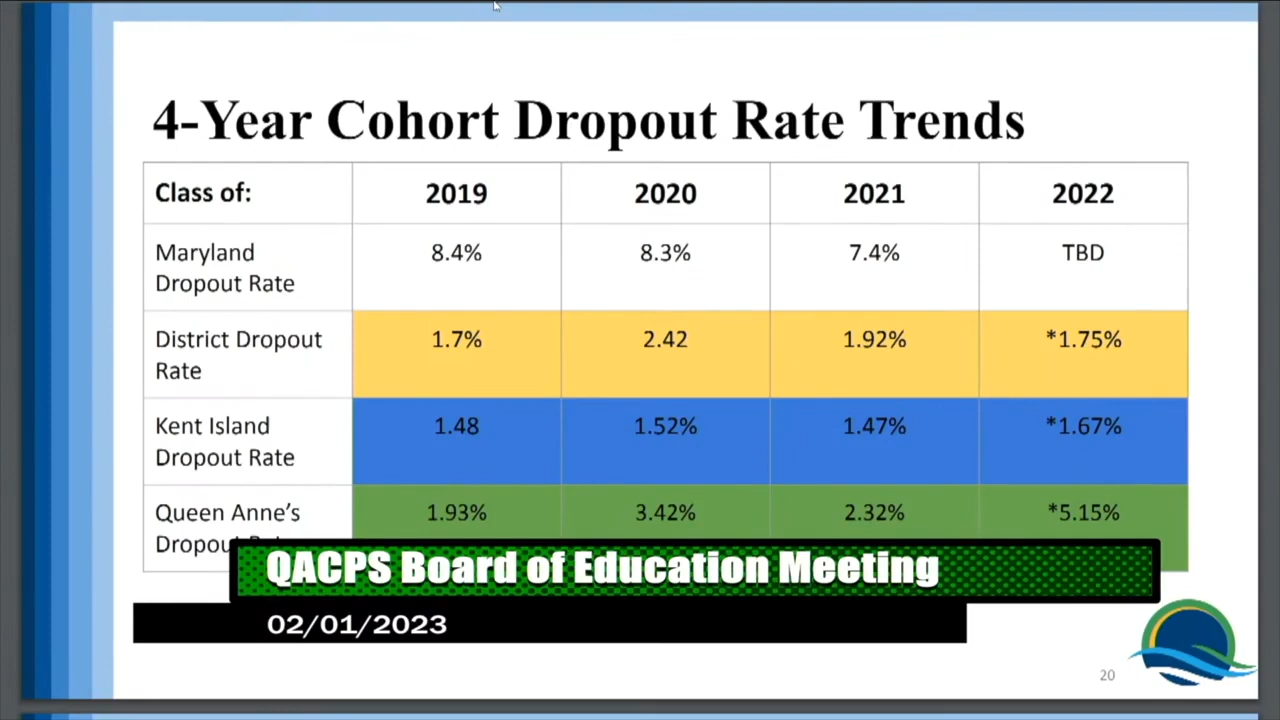 4-Year Cohort Dropout Rate Trends
Class of: 2019 2020 2021 2022
Maryland
Dropout Rate 8.4% 8.3% 7.4% TBD
District Dropout
Rate 1.7% 2.42 1.92% *1.75%
Kent Island
Dropout Rate 1.48 1.52% 1.47% *1.67%
Queen Anne's
1.93% 3.42% 2.32% *5.15%
Dropout
QACPS Board of Education Meeting
02/01/2023
20